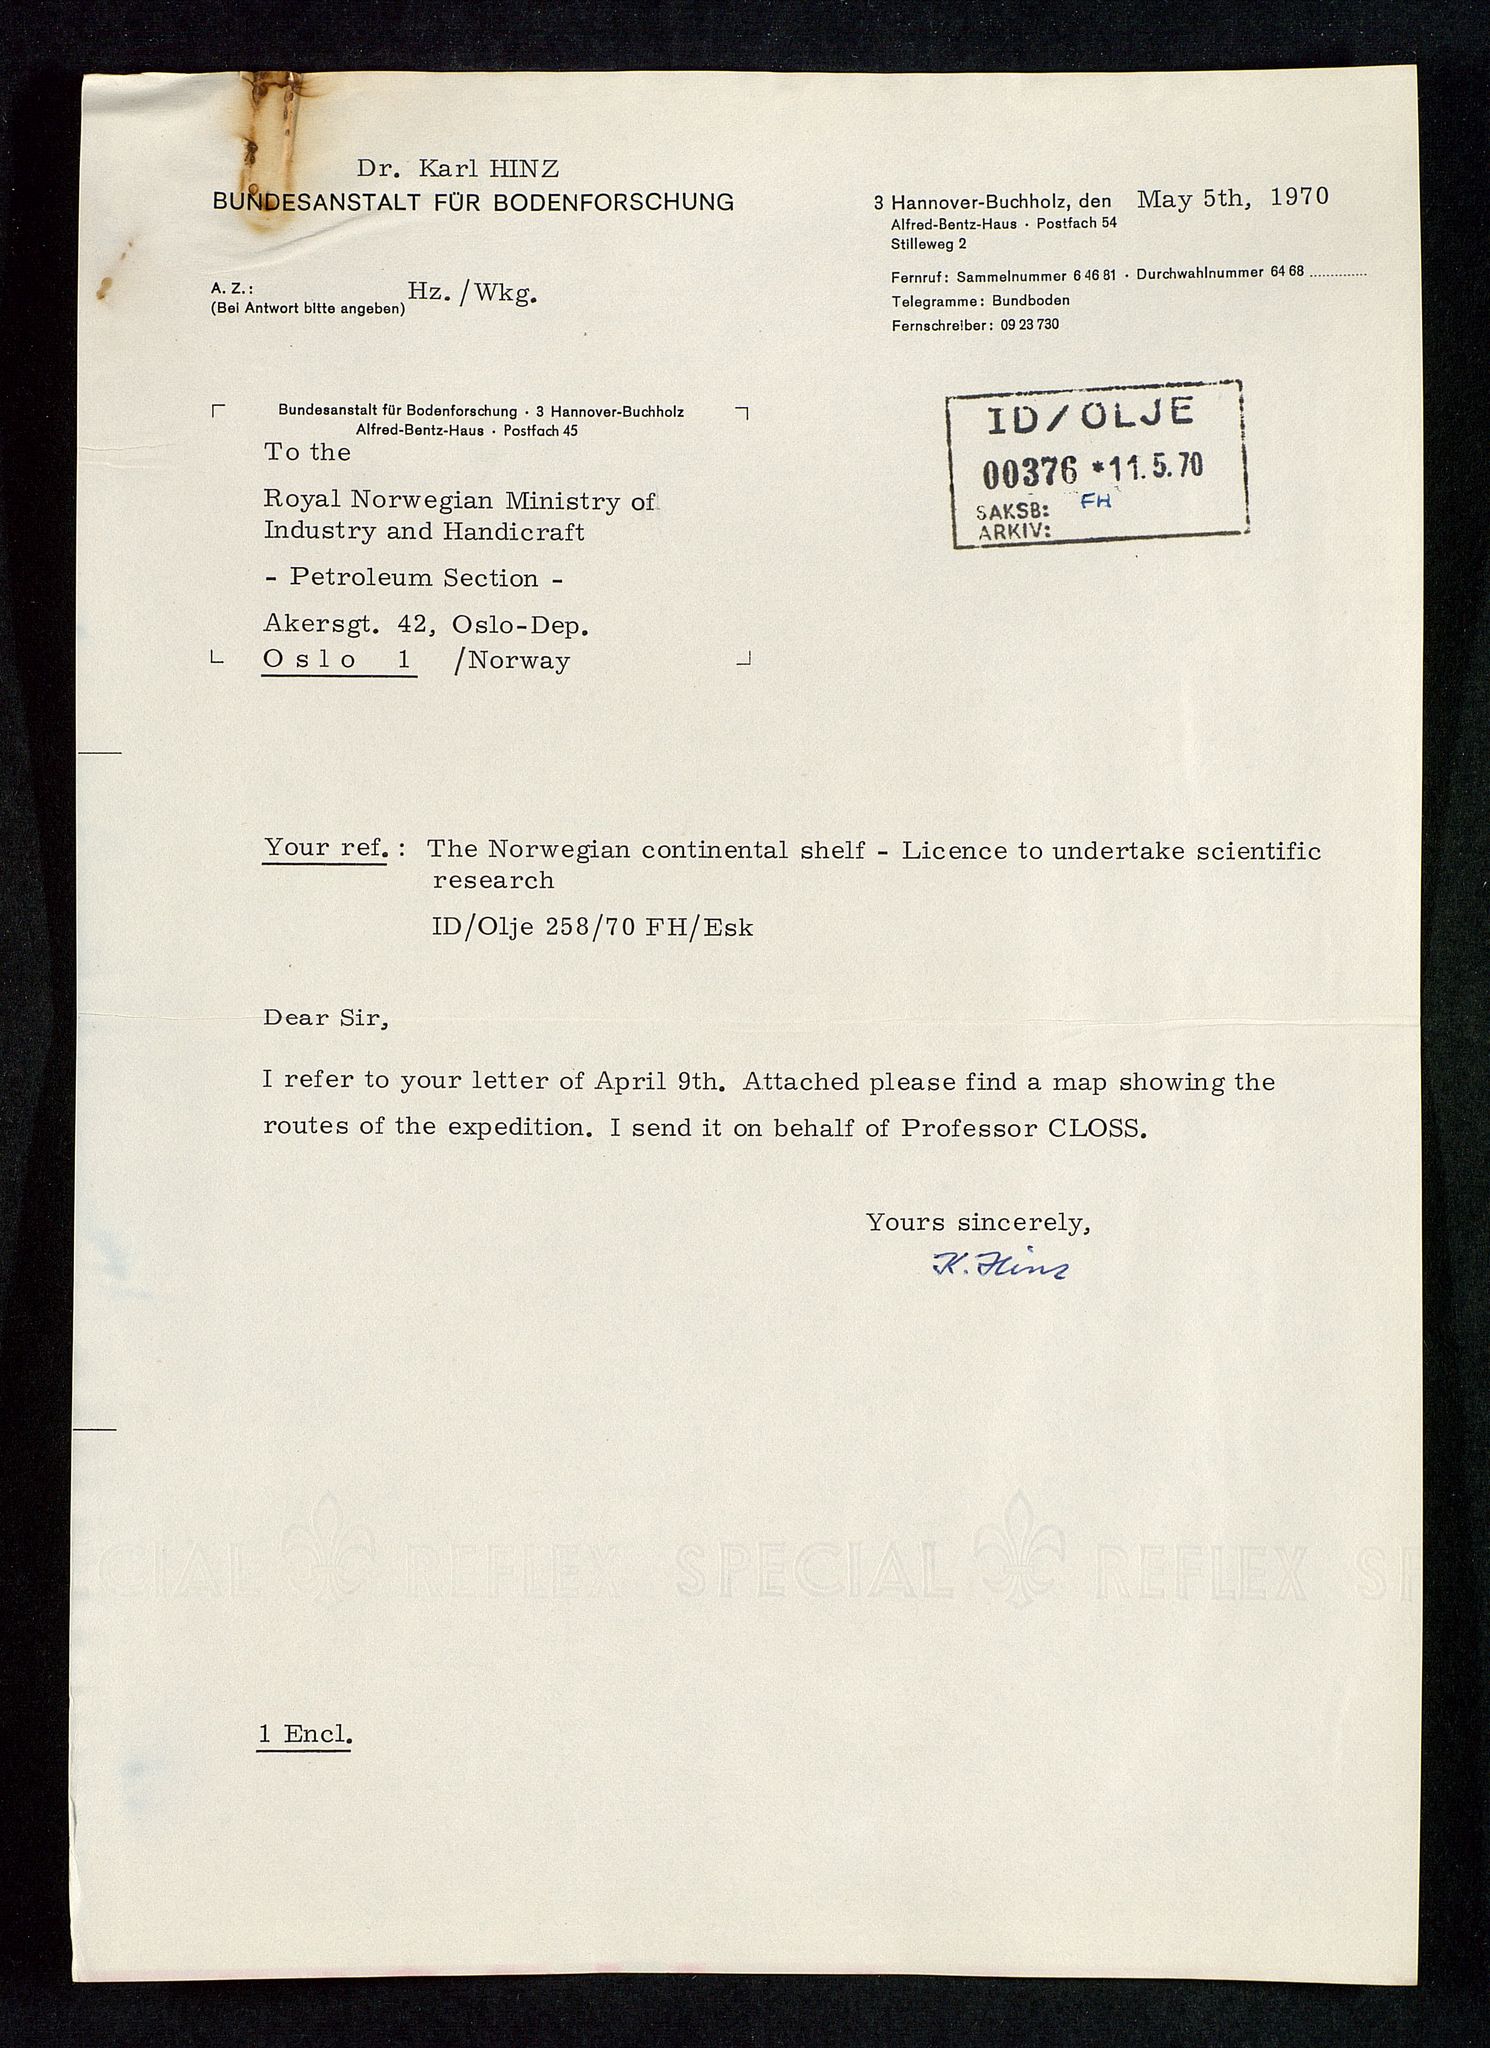 Dr. Karl HINZ
BUNDESANSTALT FÜR BODENFORSCHUNG
3 Hannover-Buchholz, den May 5th, 1970
Alfred-Bentz-Haus · Postfach 54
Stilleweg 2
Fernruf: Sammelnummer 6 46 81 · Durchwahlnummer 64 68 ..............
Telegramme: Bundboden
Fernschreiber: 09 23 730
A. Z.: Hz. /Wkg.
(Bei Antwort bitte angeben)
Bundesanstalt für Bodenforschung · 3 Hannover-Buchholz
Alfred-Bentz-Haus · Postfach 45
To the
Royal Norwegian Ministry of
Industry and Handicraft
- Petroleum Section -
Akersgt. 42, Oslo-Dep.
O s l o 1 /Norway
ID/OLJE
00376 *11.5.70
SAKSB: FH
ARKIV:
Your ref. : The Norwegian continental shelf - Licence to undertake scientific
research
ID/Olje 258/70 FH/Esk
Dear Sir,
I refer to your letter of April 9th. Attached please find a map showing the
routes of the expedition. I send it on behalf of Professor CLOSS.
Yours sincerely,
K. Hinz
CIAL REFLEX SPECIAL REFLEX SP
1 Encl.